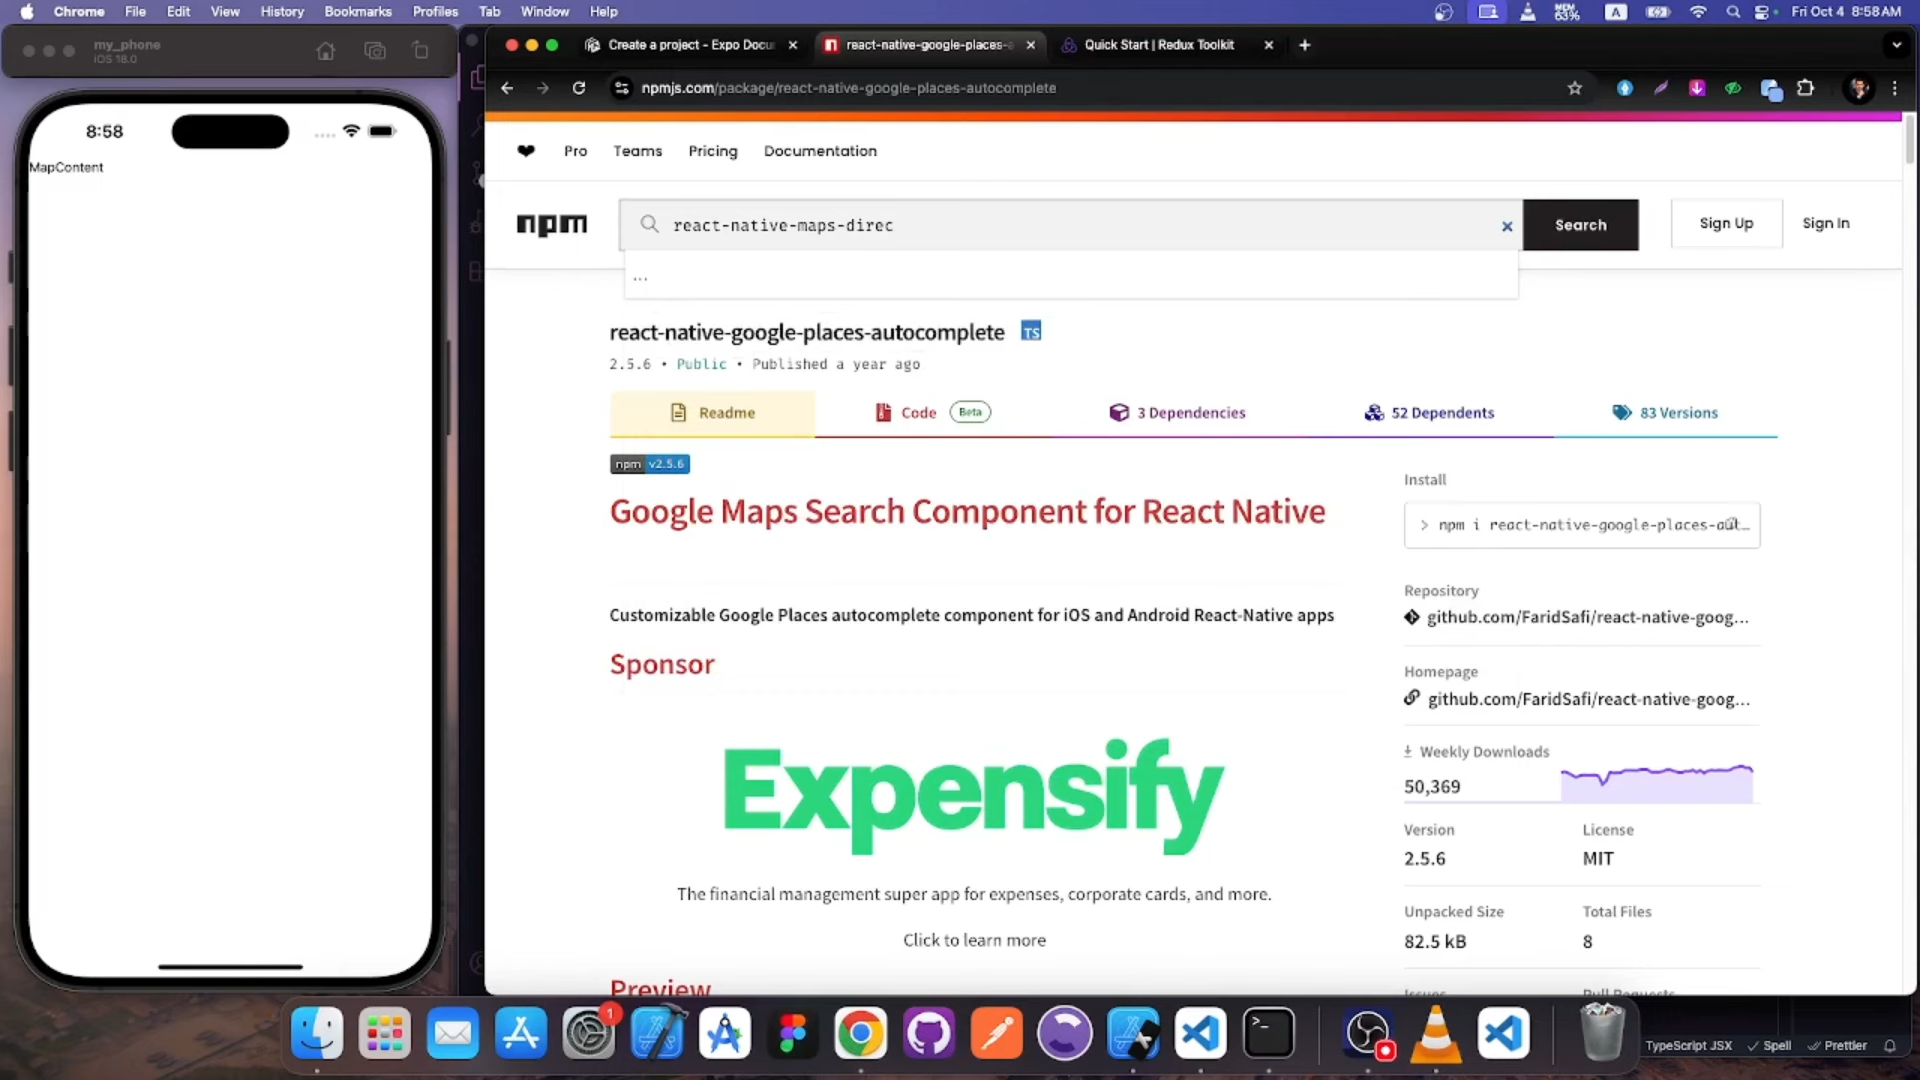 Chrome File Edit View History Bookmarks Profiles Tab Window Help
MEM 63% A Fri Oct 4 8:58 AM
my_phone
iOS 18.0
8:58
MapContent
Create a project - Expo Docu
react-native-google-places-a
Quick Start | Redux Toolkit
npmjs.com/package/react-native-google-places-autocomplete
Pro Teams Pricing Documentation
npm
react-native-maps-direc
Search
Sign Up
Sign In
...
react-native-google-places-autocomplete TS
2.5.6 • Public • Published a year ago
Readme
Code Beta
3 Dependencies
52 Dependents
83 Versions
npm v2.5.6
Google Maps Search Component for React Native
Customizable Google Places autocomplete component for iOS and Android React-Native apps
Sponsor
Expensify
The financial management super app for expenses, corporate cards, and more.
Click to learn more
Preview
Install
> npm i react-native-google-places-aut…
Repository
github.com/FaridSafi/react-native-goog...
Homepage
github.com/FaridSafi/react-native-goog...
Weekly Downloads
50,369
Version
2.5.6
License
MIT
Unpacked Size
82.5 kB
Total Files
8
Issues
Pull Requests
1
TypeScript JSX Spell Prettier